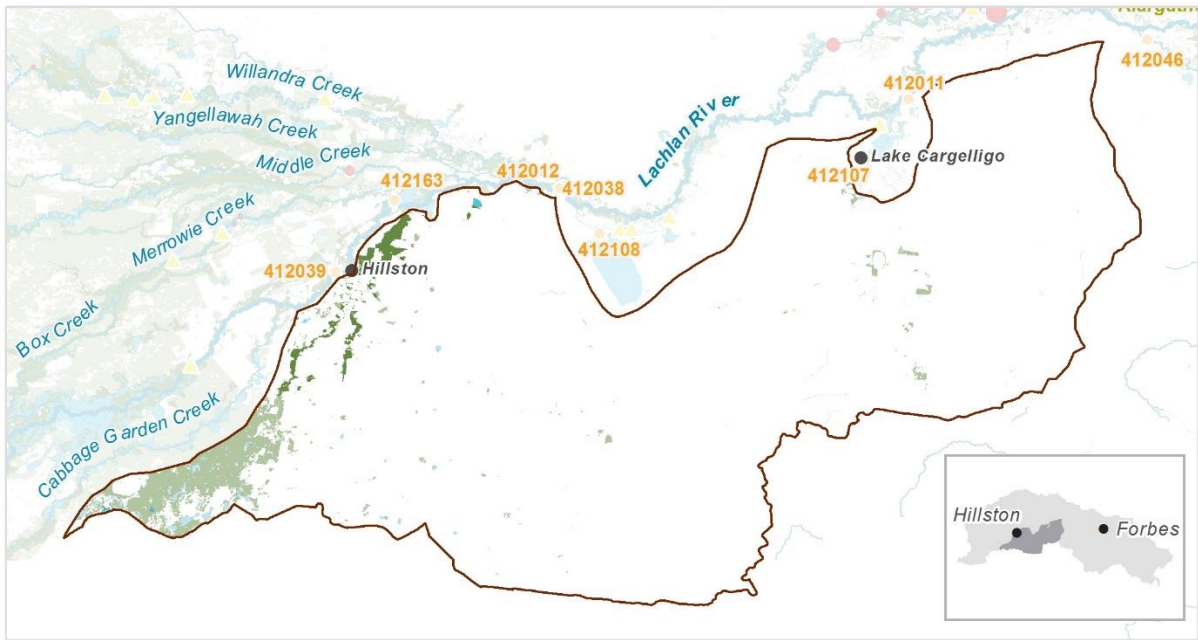 412046
Willandra Creek
412011
Yangellawah Creek
Lachlan River
Middle Creek
Lake Cargelligo
412107
412163
412012
412038
Merrowie Creek
412108
412039
Hillston
Box Creek
Cabbage Garden Creek
Hillston
Forbes